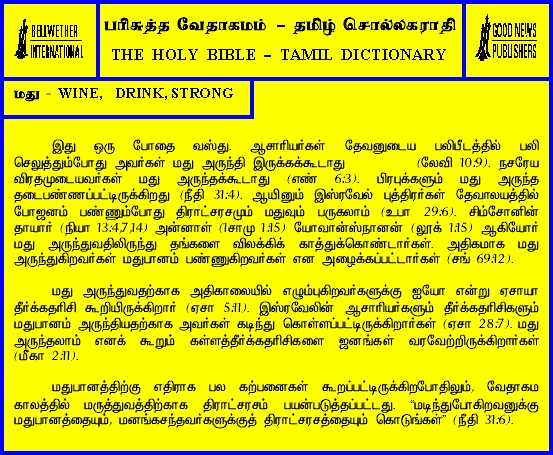 BELLWETHER
INTERNATIONAL
பரிசுத்த வேதாகமம் – தமிழ் சொல்லகராதி
THE HOLY BIBLE – TAMIL DICTIONARY
GOOD NEWS
PUBLISHERS
மது - WINE, DRINK, STRONG
இது ஒரு போதை வஸ்து. ஆசாரியர்கள் தேவனுடைய பலிபீடத்தில் பலி
செலுத்தும்போது அவர்கள் மது அருந்தி இருக்கக்கூடாது (லேவி 10:9). நசரேய
விரதமுடையவர்கள் மது அருந்தக்கூடாது (எண் 6:3). பிரபுக்களும் மது அருந்த
தடைபண்ணப்பட்டிருக்கிறது (நீதி 31:4). ஆயினும் இஸ்ரவேல் புத்திரர்கள் தேவாலயத்தில்
போஜனம் பண்ணும்போது திராட்சரசமும் மதுவும் பருகலாம் (உபா 29:6). சிம்சோனின்
தாயார் (நியா 13:4,7,14) அன்னாள் (1சாமு 1:15) யோவான்ஸ்நானன் (லூக் 1:15) ஆகியோர்
மது அருந்துவதிலிருந்து தங்களை விலக்கிக் காத்துக்கொண்டார்கள். அதிகமாக மது
அருந்துகிறவர்கள் மதுபானம் பண்ணுகிறவர்கள் என அழைக்கப்பட்டார்கள் (சங் 69:12).
மது அருந்துவதற்காக அதிகாலையில் எழும்புகிறவர்களுக்கு ஐயோ என்று ஏசாயா
தீர்க்கதரிசி கூறியிருக்கிறார் (ஏசா 5:11). இஸ்ரவேலின் ஆசாரியர்களும் தீர்க்கதரிசிகளும்
மதுபானம் அருந்தியதற்காக அவர்கள் கடிந்து கொள்ளப்பட்டிருக்கிறார்கள் (ஏசா 28:7). மது
அருந்தலாம் எனக் கூறும் கள்ளத்தீர்க்கதரிசிகளை ஜனங்கள் வரவேற்றிருக்கிறார்கள்
(மீகா 2:11).
மதுபானத்திற்கு எதிராக பல கற்பனைகள் கூறப்பட்டிருக்கிறபோதிலும், வேதாகம
காலத்தில் மருத்துவத்திற்காக திராட்சரசம் பயன்படுத்தப்பட்டது. “மடிந்துபோகிறவனுக்கு
மதுபானத்தையும், மனங்கசந்தவர்களுக்குத் திராட்சரசத்தையும் கொடுங்கள்” (நீதி 31:6).